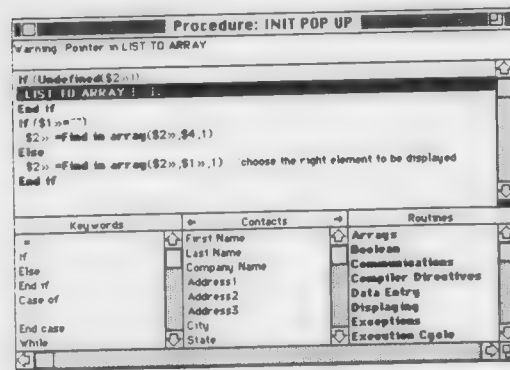 Procedure: INIT POP UP
Warning: Pointer in LIST TO ARRAY
If (Undefined($2»))
LIST TO ARRAY
End if
If ($1»="")
$2» =Find in array($2»,$4,1)
Else
$2» =Find in array($2»,$1»,1) `choose the right element to be displayed
End if
Keywords
Contacts
Routines
=
If
Else
End if
Case of
End case
While
First Name
Last Name
Company Name
Address1
Address2
Address3
City
State
Arrays
Boolean
Communications
Compiler Directives
Data Entry
Displaying
Exceptions
Execution Cycle